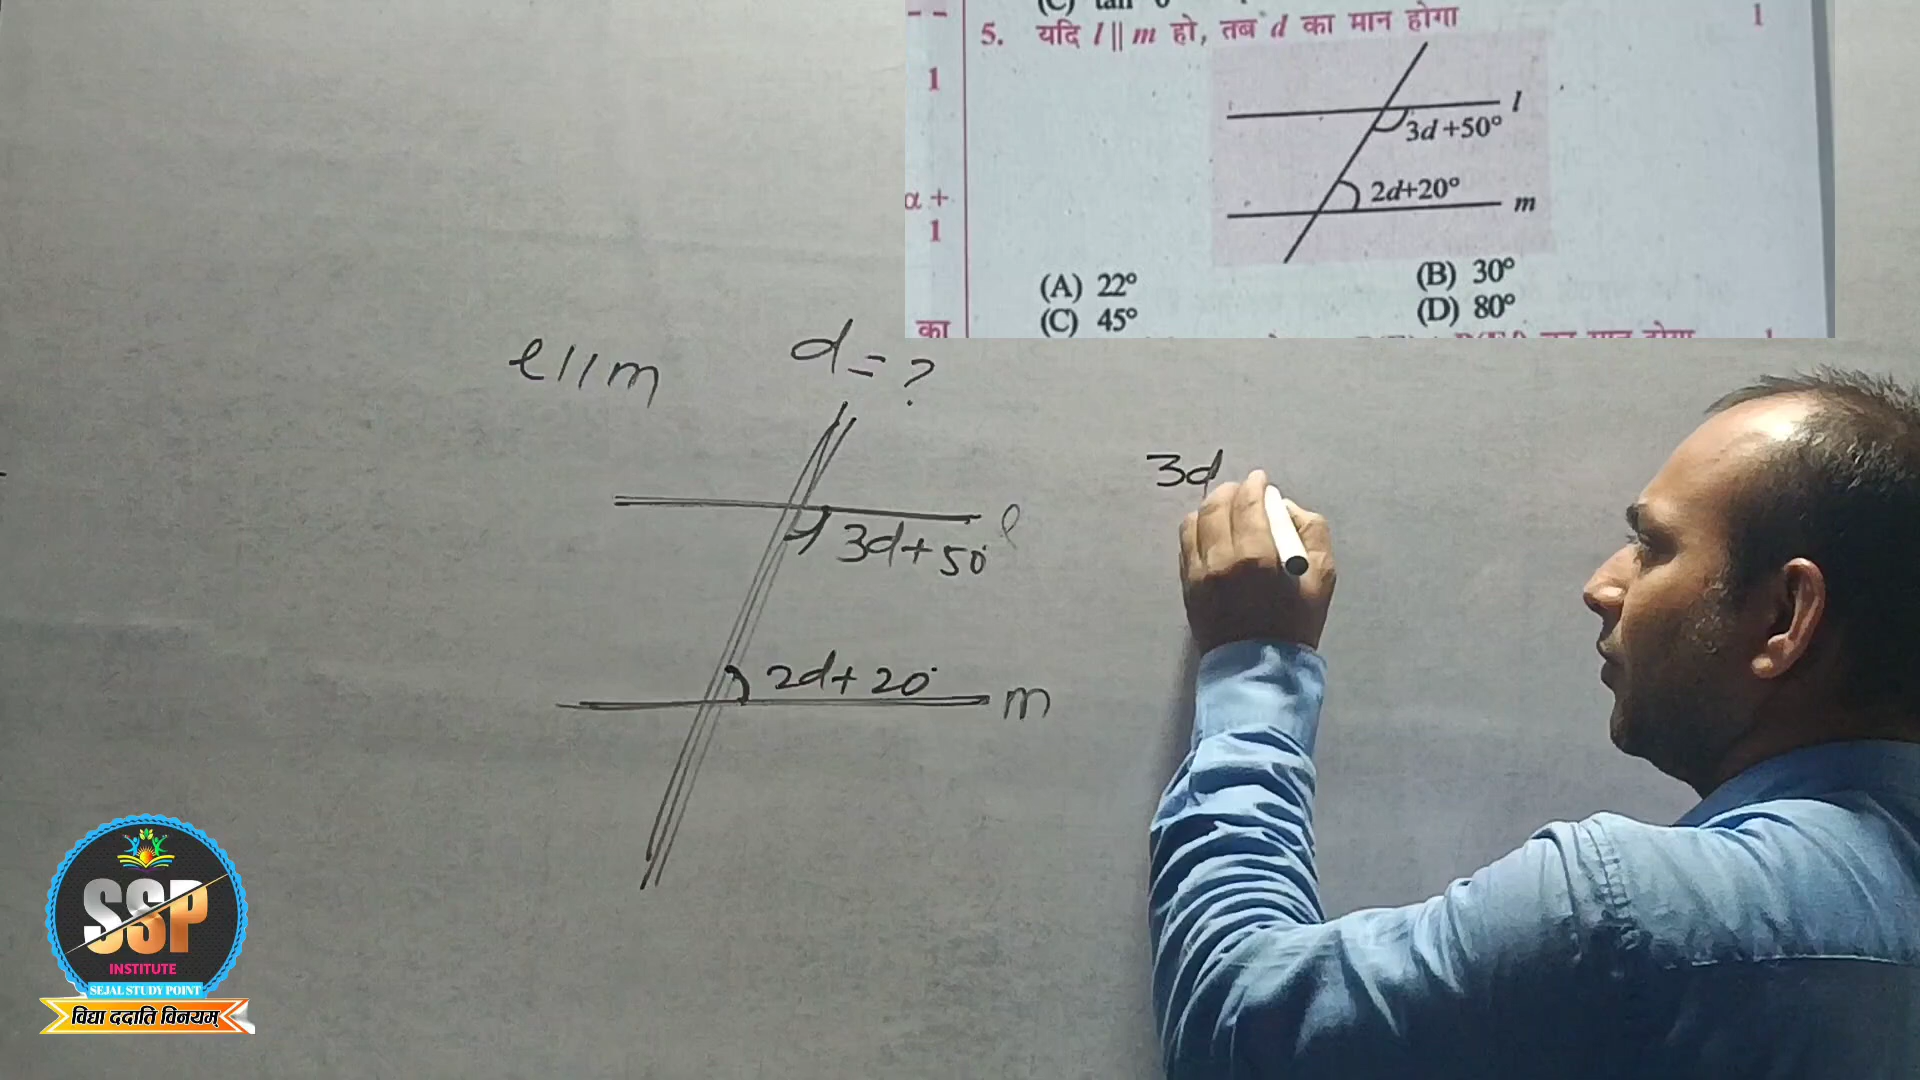 (C) tan θ
5. यदि l || m हो, तब d का मान होगा 1
1
l
3d+50°
2d+20°
m
α +
1
(A) 22° (B) 30°
(C) 45° (D) 80°
का
l||m d=?
3d
l
3d+50°
2d+20°
m
SSP
INSTITUTE
SEJAL STUDY POINT
विद्या ददाति विनयम्